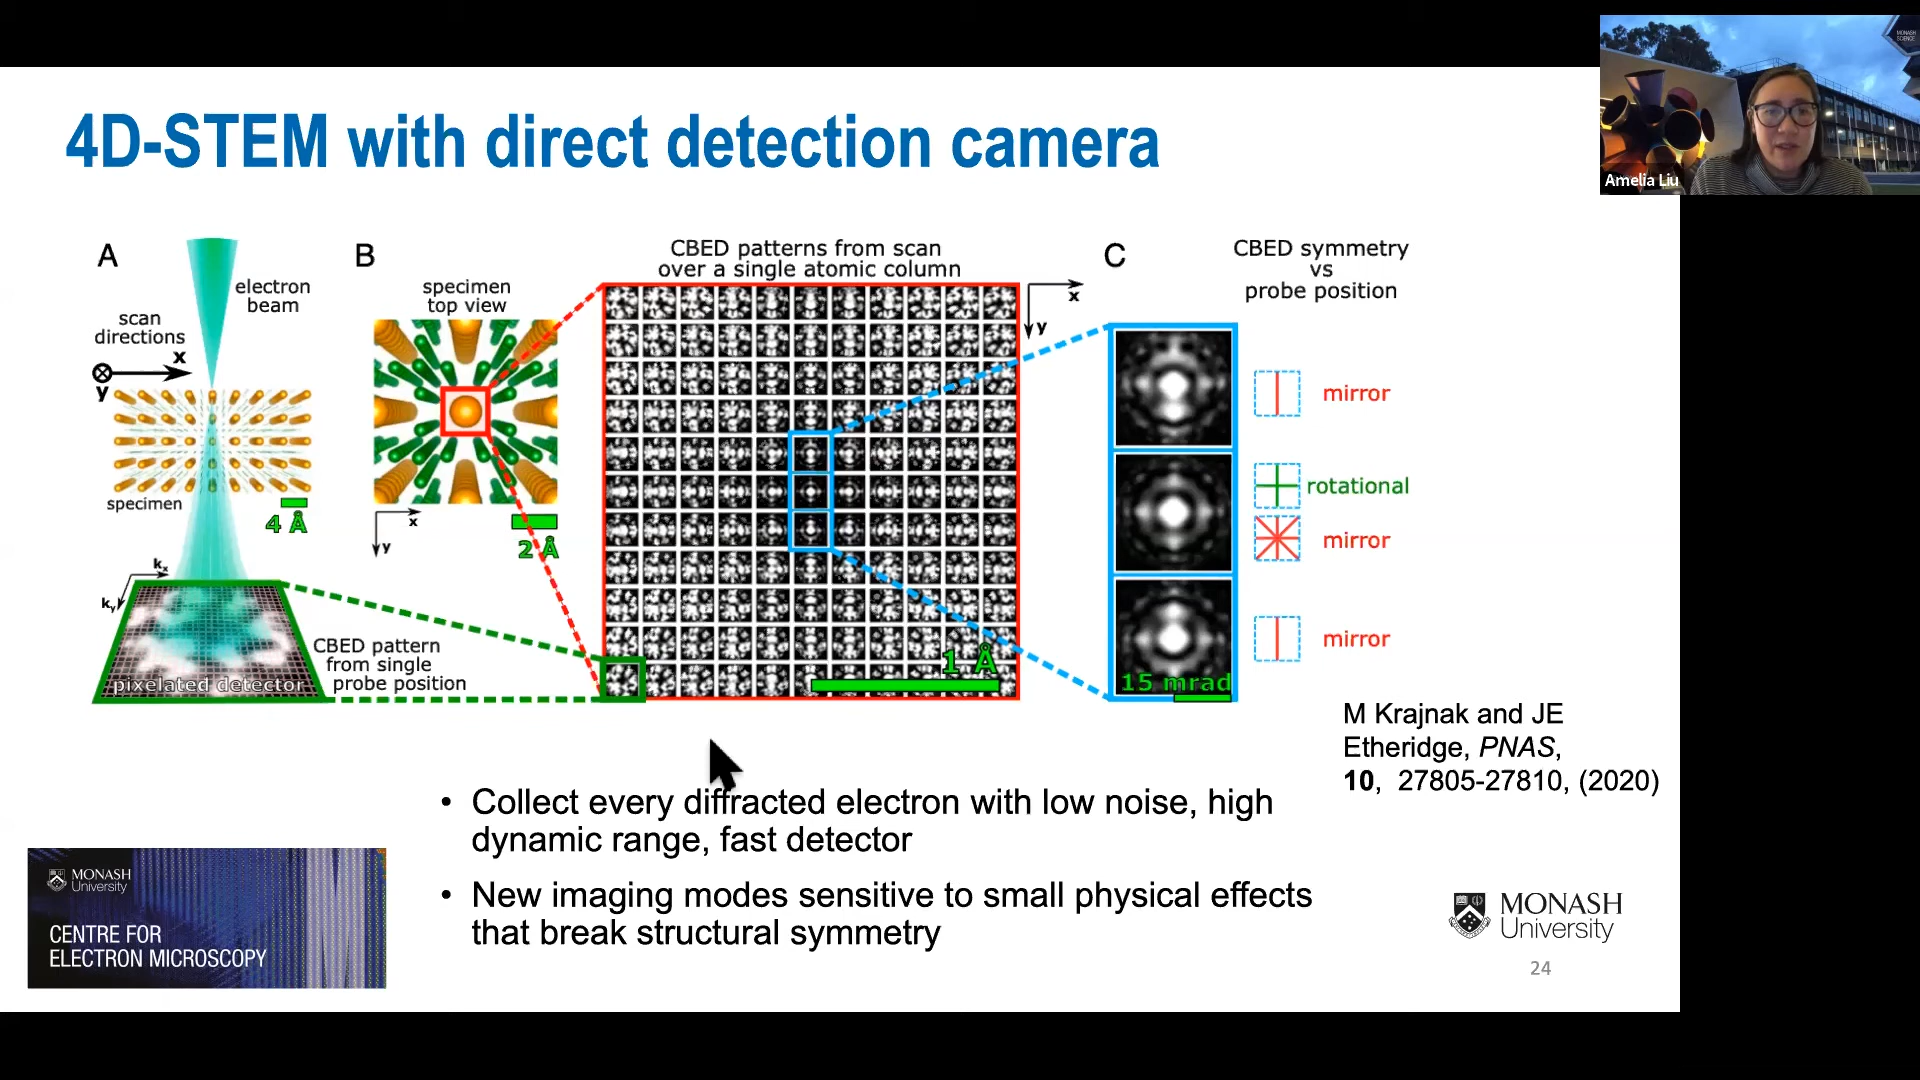 4D-STEM with direct detection camera
MONASH
SCIENCE
Amelia Liu
A
electron
beam
scan
directions
x
y
specimen
4 Å
kx
ky
pixelated detector
CBED pattern
from single
probe position
B
specimen
top view
x
y
2 Å
CBED patterns from scan
over a single atomic column
x
y
1 Å
C
CBED symmetry
vs
probe position
mirror
rotational
mirror
mirror
15 mrad
M Krajnak and JE
Etheridge, PNAS,
10, 27805-27810, (2020)
• Collect every diffracted electron with low noise, high
dynamic range, fast detector
• New imaging modes sensitive to small physical effects
that break structural symmetry
MONASH
University
CENTRE FOR
ELECTRON MICROSCOPY
MONASH
University
24